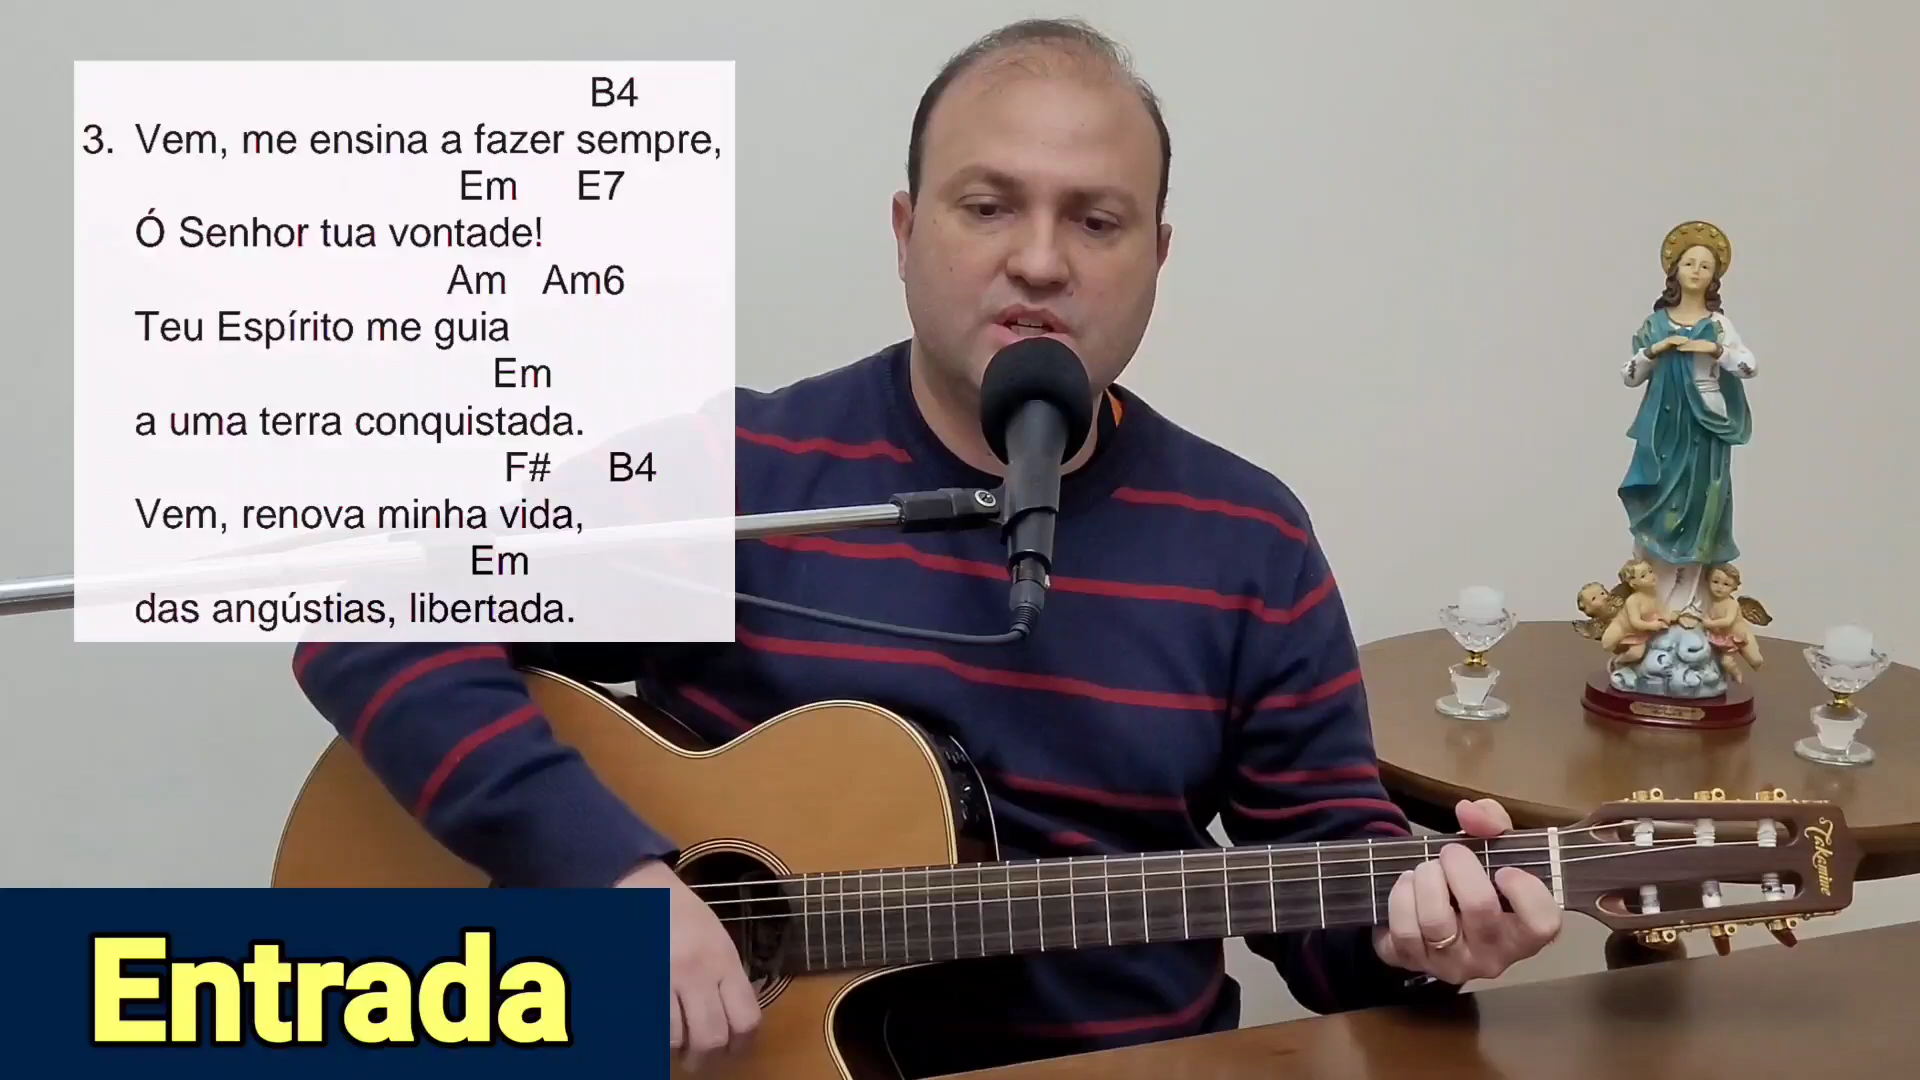 B4
3. Vem, me ensina a fazer sempre,
Em E7
Ó Senhor tua vontade!
Am Am6
Teu Espírito me guia
Em
a uma terra conquistada.
F# B4
Vem, renova minha vida,
Em
das angústias, libertada.
Entrada
Takamine